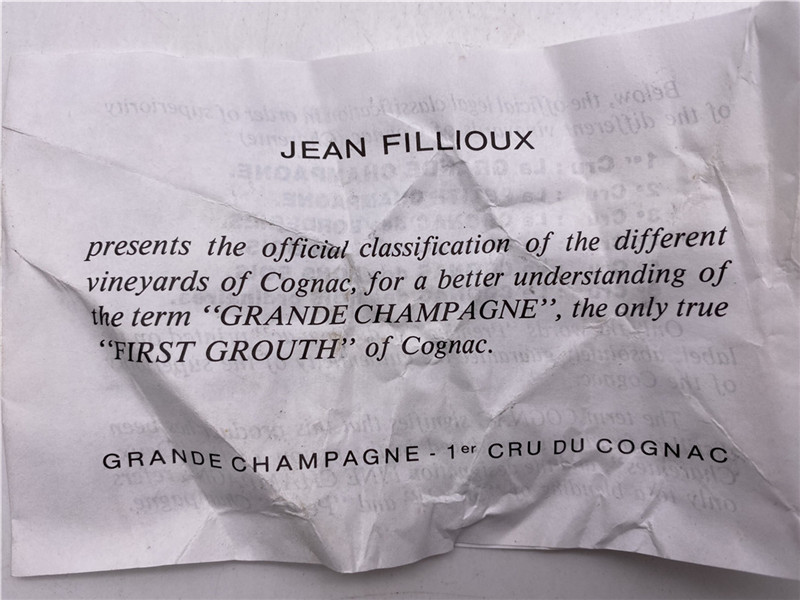 JEAN FILLIOUX
presents the official classification of the different
vineyards of Cognac, for a better understanding of
the term “GRANDE CHAMPAGNE”, the only true
“FIRST GROUTH” of Cognac.
GRANDE CHAMPAGNE - 1er CRU DU COGNAC